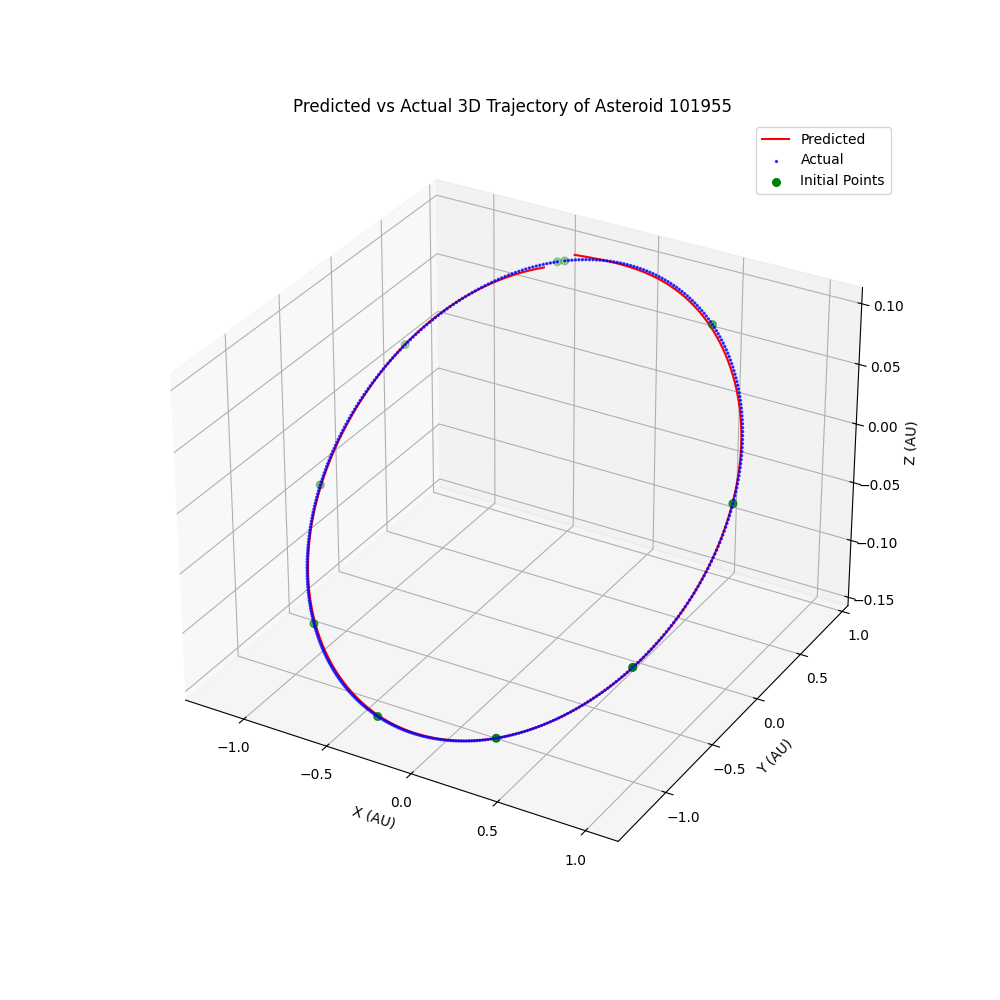 Predicted vs Actual 3D Trajectory of Asteroid 101955
Predicted
Actual
Initial Points
0.10
0.05
0.00
−0.05
−0.10
−0.15
Z (AU)
1.0
0.5
0.0
−0.5
−1.0
Y (AU)
−1.0
−0.5
0.0
0.5
1.0
X (AU)